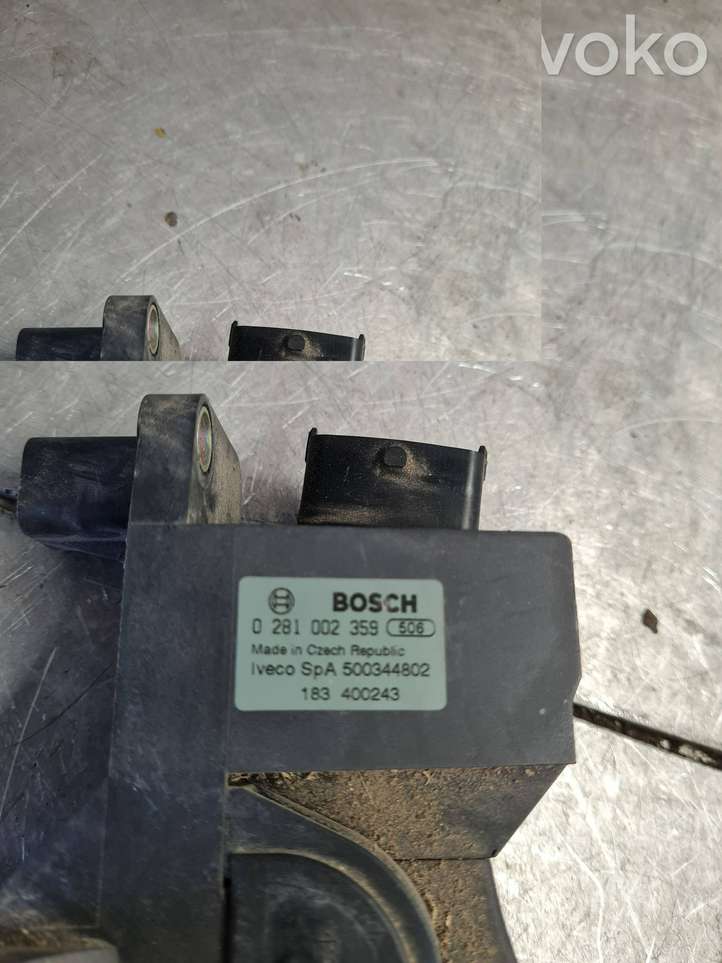 voko
BOSCH
0 281 002 359 506
Made in Czech Republic
Iveco SpA 500344802
183 400243